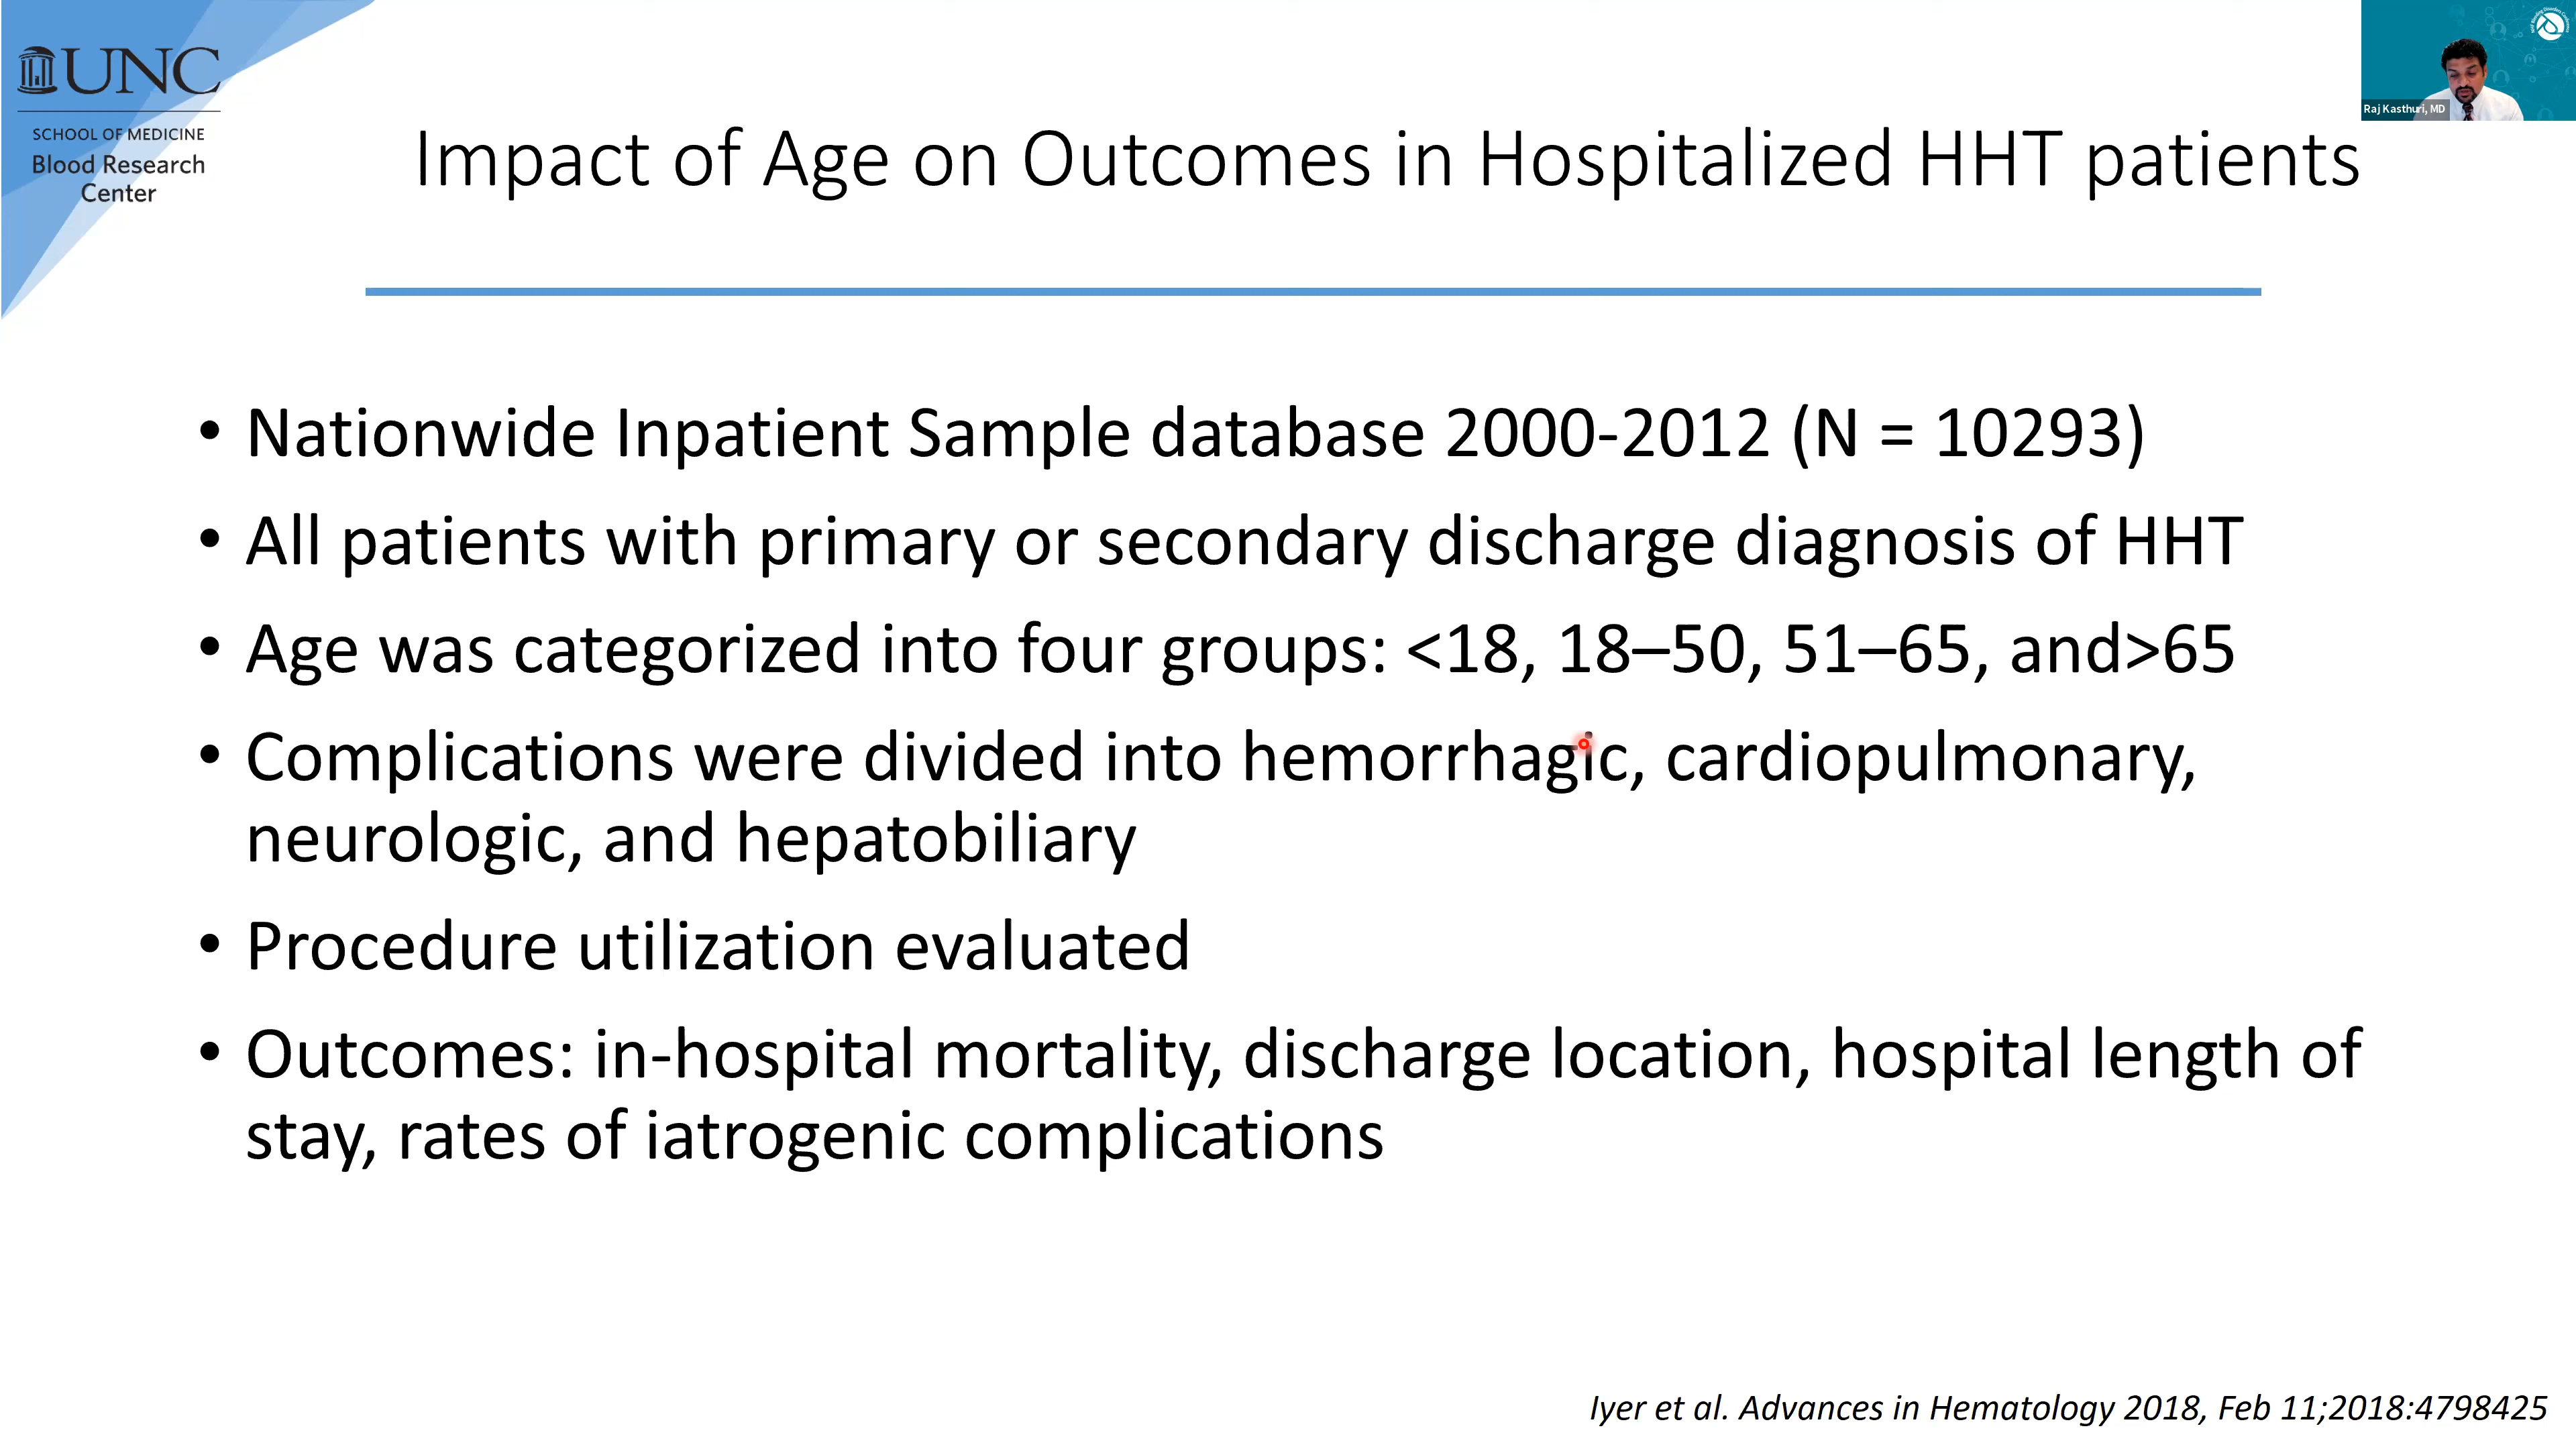 UNC
SCHOOL OF MEDICINE
Blood Research
Center
Raj Kasthuri, MD
Impact of Age on Outcomes in Hospitalized HHT patients
• Nationwide Inpatient Sample database 2000-2012 (N = 10293)
• All patients with primary or secondary discharge diagnosis of HHT
• Age was categorized into four groups: <18, 18–50, 51–65, and>65
• Complications were divided into hemorrhagic, cardiopulmonary,
neurologic, and hepatobiliary
• Procedure utilization evaluated
• Outcomes: in-hospital mortality, discharge location, hospital length of
stay, rates of iatrogenic complications
Iyer et al. Advances in Hematology 2018, Feb 11;2018:4798425